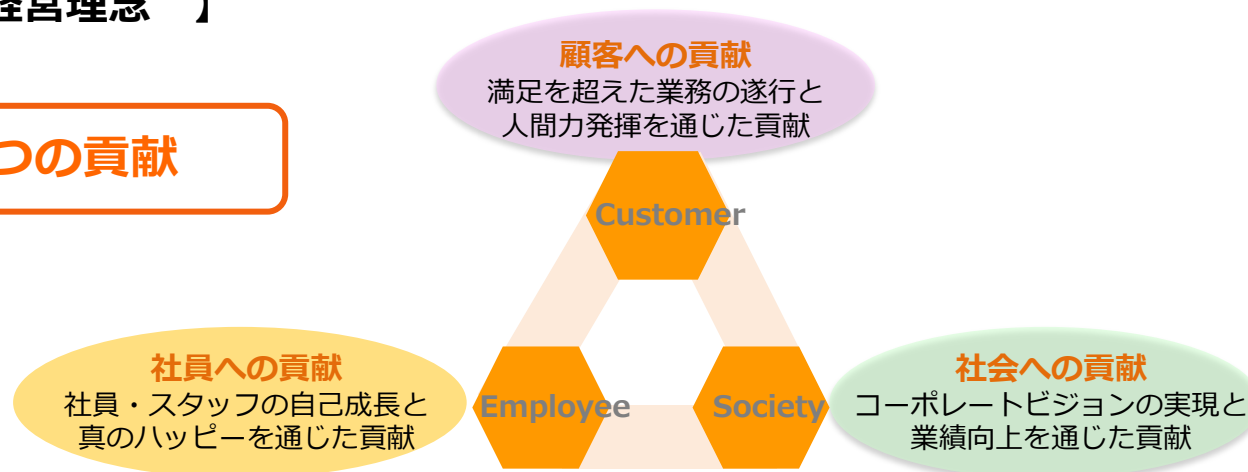 経営理念 】
つの貢献
顧客への貢献
満足を超えた業務の遂行と
人間力発揮を通じた貢献
Customer
社員への貢献
社員・スタッフの自己成長と
真のハッピーを通じた貢献
Employee
Society
社会への貢献
コーポレートビジョンの実現と
業績向上を通じた貢献